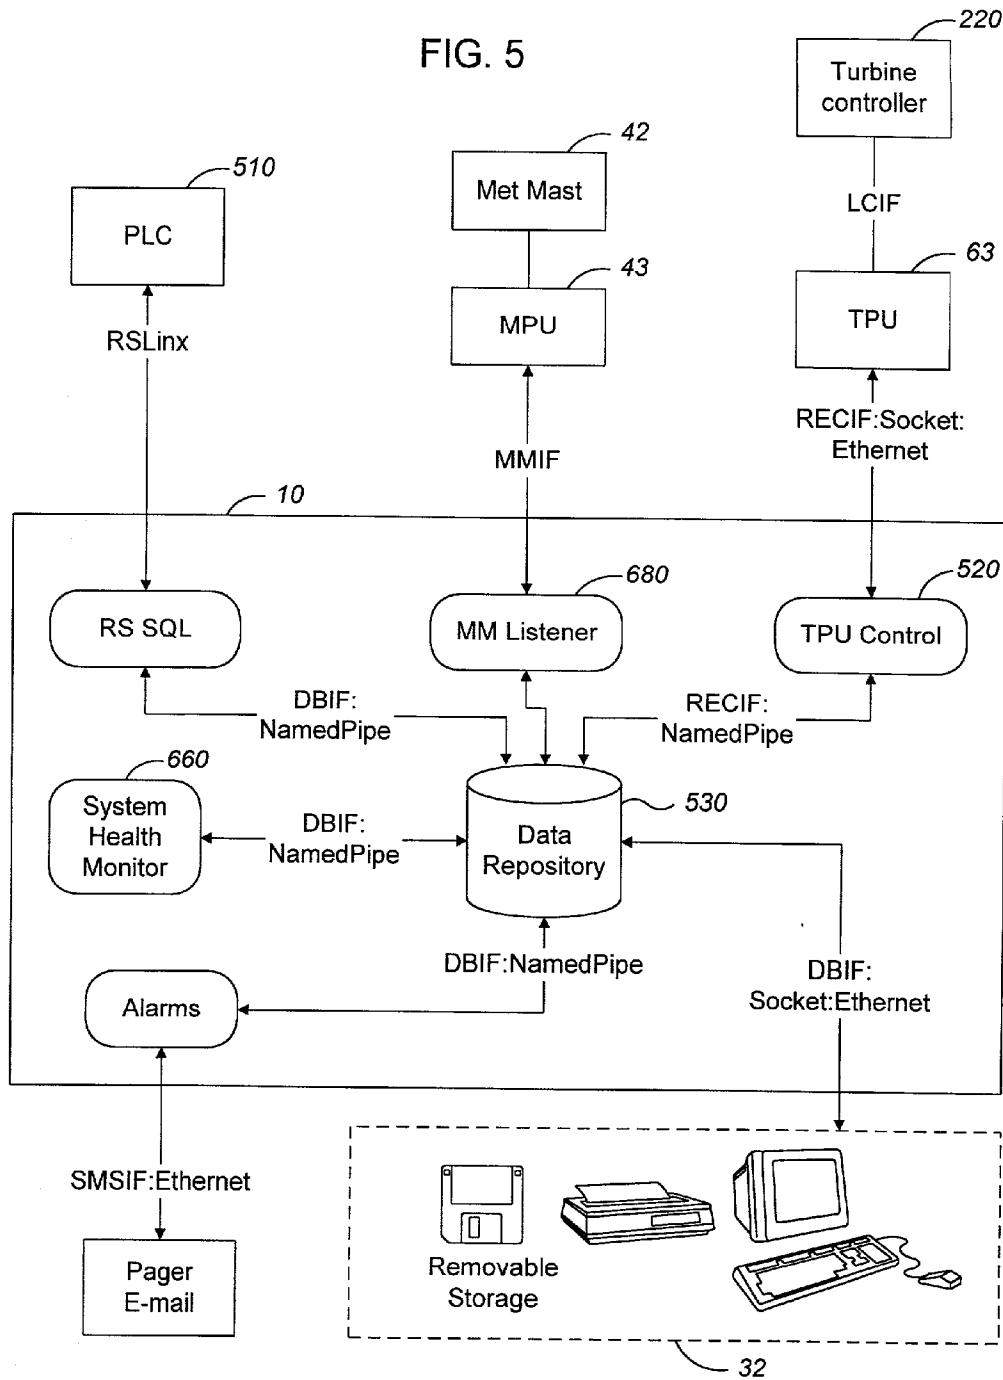 FIG. 5
220
Turbine
controller
42
Met Mast
510
PLC
LCIF
43
MPU
63
TPU
RSLinx
RECIF:Socket:
Ethernet
MMIF
10
RS SQL
680
MM Listener
520
TPU Control
DBIF:
NamedPipe
RECIF:
NamedPipe
660
System
Health
Monitor
DBIF:
NamedPipe
530
Data
Repository
DBIF:NamedPipe
DBIF:
Socket:Ethernet
Alarms
SMSIF:Ethernet
Pager
E-mail
Removable
Storage
32